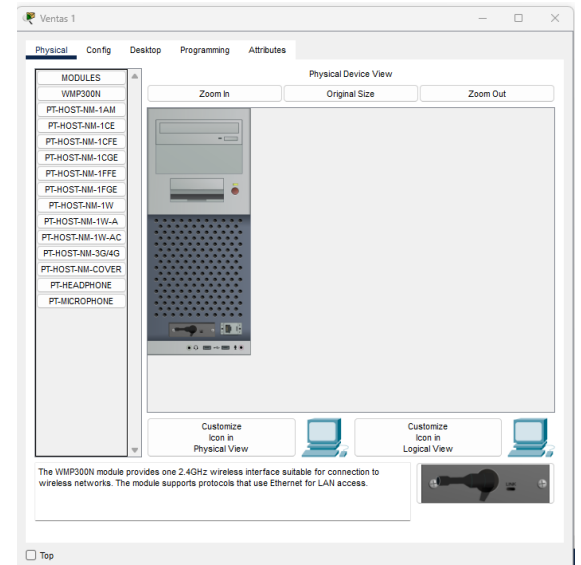 Ventas 1
Physical Config Desktop Programming Attributes
MODULES
WMP300N
PT-HOST-NM-1AM
PT-HOST-NM-1CE
PT-HOST-NM-1CFE
PT-HOST-NM-1CGE
PT-HOST-NM-1FFE
PT-HOST-NM-1FGE
PT-HOST-NM-1W
PT-HOST-NM-1W-A
PT-HOST-NM-1W-AC
PT-HOST-NM-3G/4G
PT-HOST-NM-COVER
PT-HEADPHONE
PT-MICROPHONE
Physical Device View
Zoom In Original Size Zoom Out
Customize
Icon in
Physical View
Customize
Icon in
Logical View
The WMP300N module provides one 2.4GHz wireless interface suitable for connection to
wireless networks. The module supports protocols that use Ethernet for LAN access.
Top